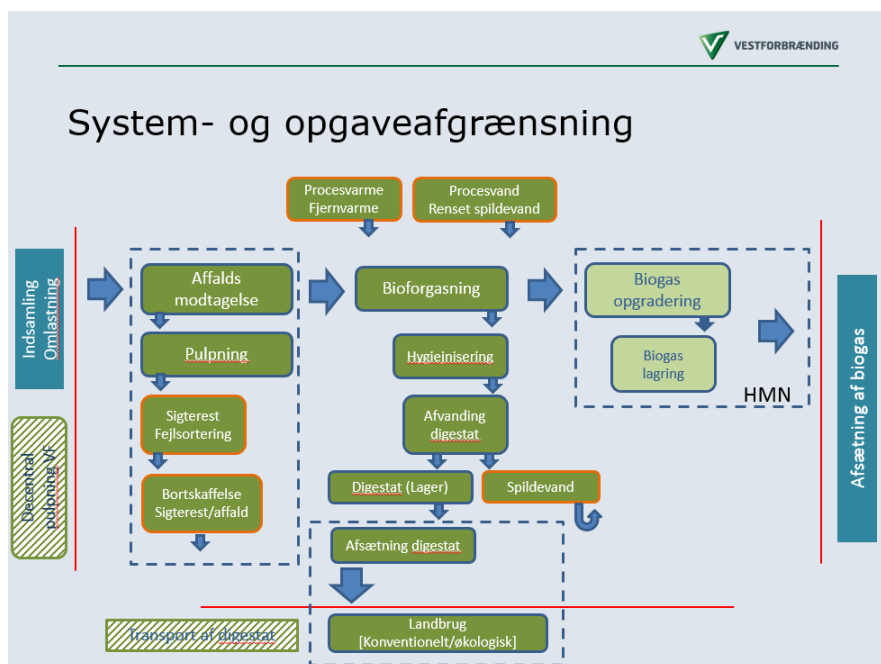 VESTFORBRÆNDING
System- og opgaveafgrænsning
Procesvarme
Fjernvarme
Procesvand
Renset spildevand
Indsamling
Omlastning
Affalds
modtagelse
Bioforgasning
Biogas
opgradering
Pulpning
Hygiejnisering
Biogas
lagring
HMN
Sigterest
Fejlsortering
Afvanding
digestat
Decentral
pulpning VF
Bortskaffelse
Sigterest/affald
Digestat (Lager)
Spildevand
Afsætning af biogas
Afsætning digestat
Transport af digestat
Landbrug
[Konventionelt/økologisk]